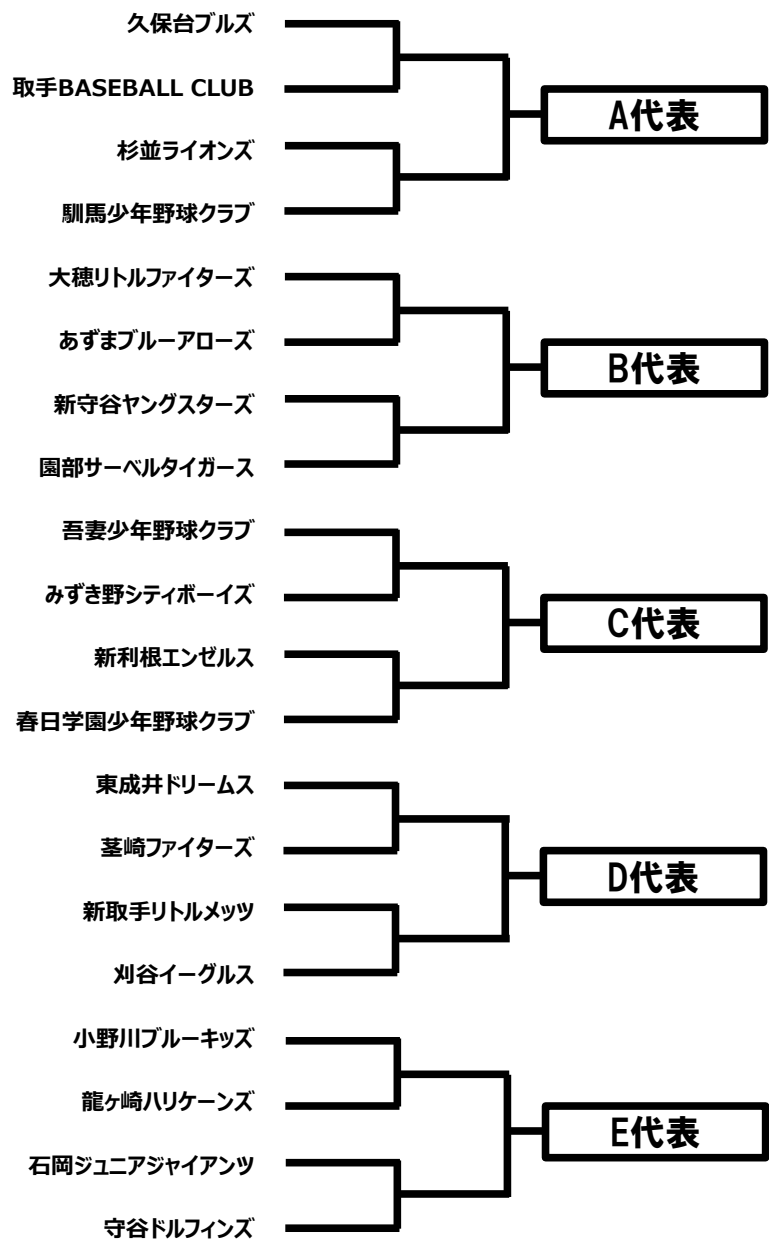 久保台ブルズ
取手BASEBALL CLUB
A代表
杉並ライオンズ
馴馬少年野球クラブ
大穂リトルファイターズ
あずまブルーアローズ
B代表
新守谷ヤングスターズ
園部サーベルタイガース
吾妻少年野球クラブ
みずき野シティボーイズ
C代表
新利根エンゼルス
春日学園少年野球クラブ
東成井ドリームス
茎崎ファイターズ
D代表
新取手リトルメッツ
刈谷イーグルス
小野川ブルーキッズ
龍ヶ崎ハリケーンズ
E代表
石岡ジュニアジャイアンツ
守谷ドルフィンズ